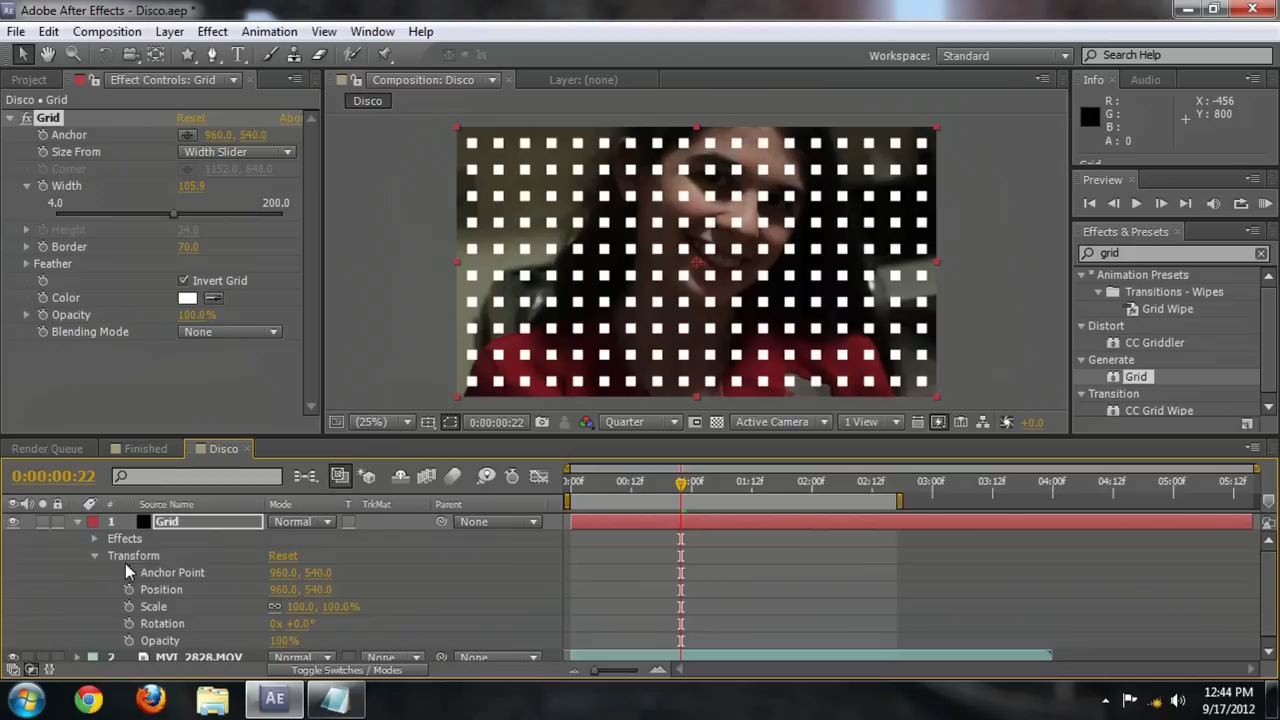 Adobe After Effects - Disco.aep *
File Edit Composition Layer Effect Animation View Window Help
Workspace: Standard Search Help
Project Effect Controls: Grid Composition: Disco Layer: (none) Info Audio
Disco • Grid
Disco
fx Grid Reset Abo
Anchor 960.0, 540.0
Size From Width Slider
Corner 1152.0, 648.0
Width 105.9
4.0 200.0
Height 24.0
Border 70.0
Feather
Invert Grid
Color
Opacity 100.0%
Blending Mode None
R: X: -456
G: Y: 800
B:
A: 0
Preview
Effects & Presets
grid
* Animation Presets
Transitions - Wipes
Grid Wipe
Distort
CC Griddler
Generate
Grid
Transition
CC Grid Wipe
(25%) 0:00:00:22 Quarter Active Camera 1 View +0.0
Render Queue Finished Disco
0:00:00:22
00:12f 01:12f 02:00f 02:12f 03:00f 03:12f 04:00f 04:12f 05:00f 05:12f
# Source Name Mode T TrkMat Parent
1 Grid Normal None
Effects
Transform Reset
Anchor Point 960.0, 540.0
Position 960.0, 540.0
Scale 100.0, 100.0%
Rotation 0x +0.0°
Opacity 100%
2 MVI_2828.MOV Normal None None
Toggle Switches / Modes
AE
12:44 PM
9/17/2012